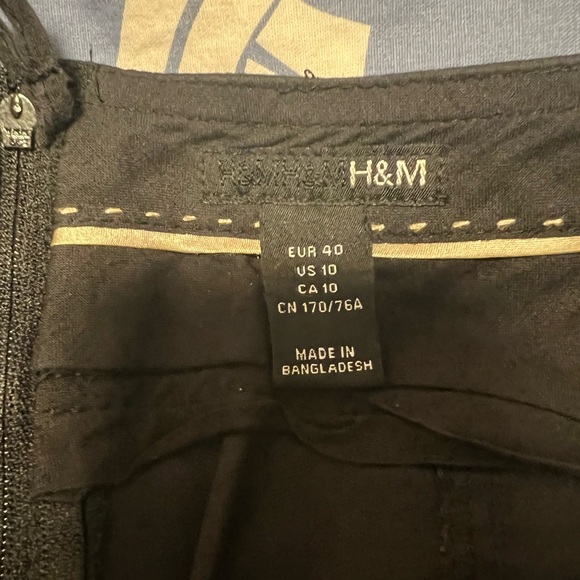 H&M H&M H&M
EUR 40
US 10
CA 10
CN 170/76A
MADE IN
BANGLADESH